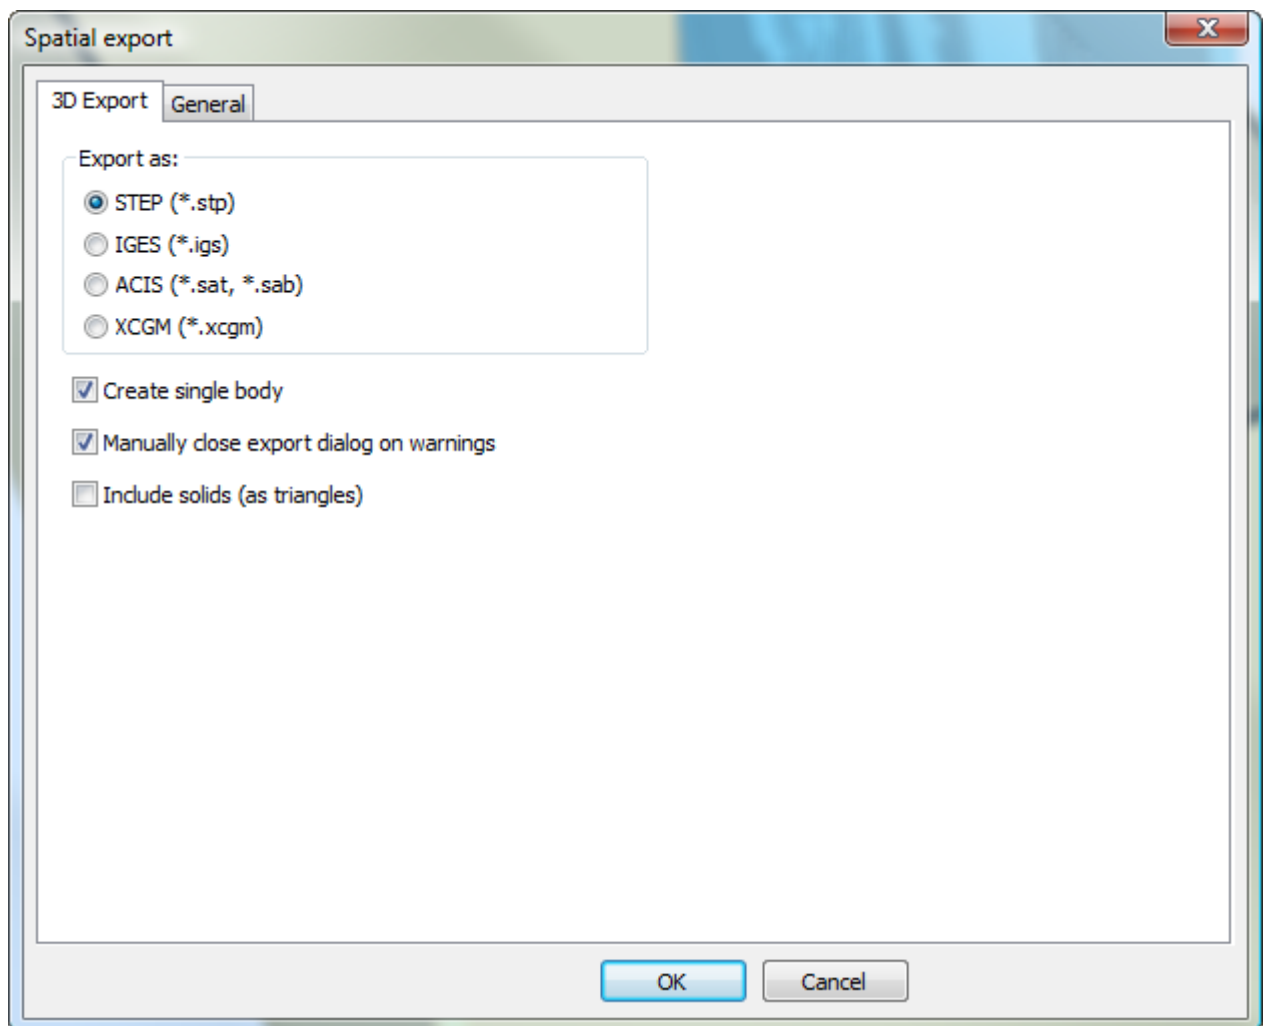 Spatial export
3D Export General
Export as:
STEP (*.stp)
IGES (*.igs)
ACIS (*.sat, *.sab)
XCGM (*.xcgm)
Create single body
Manually close export dialog on warnings
Include solids (as triangles)
OK Cancel